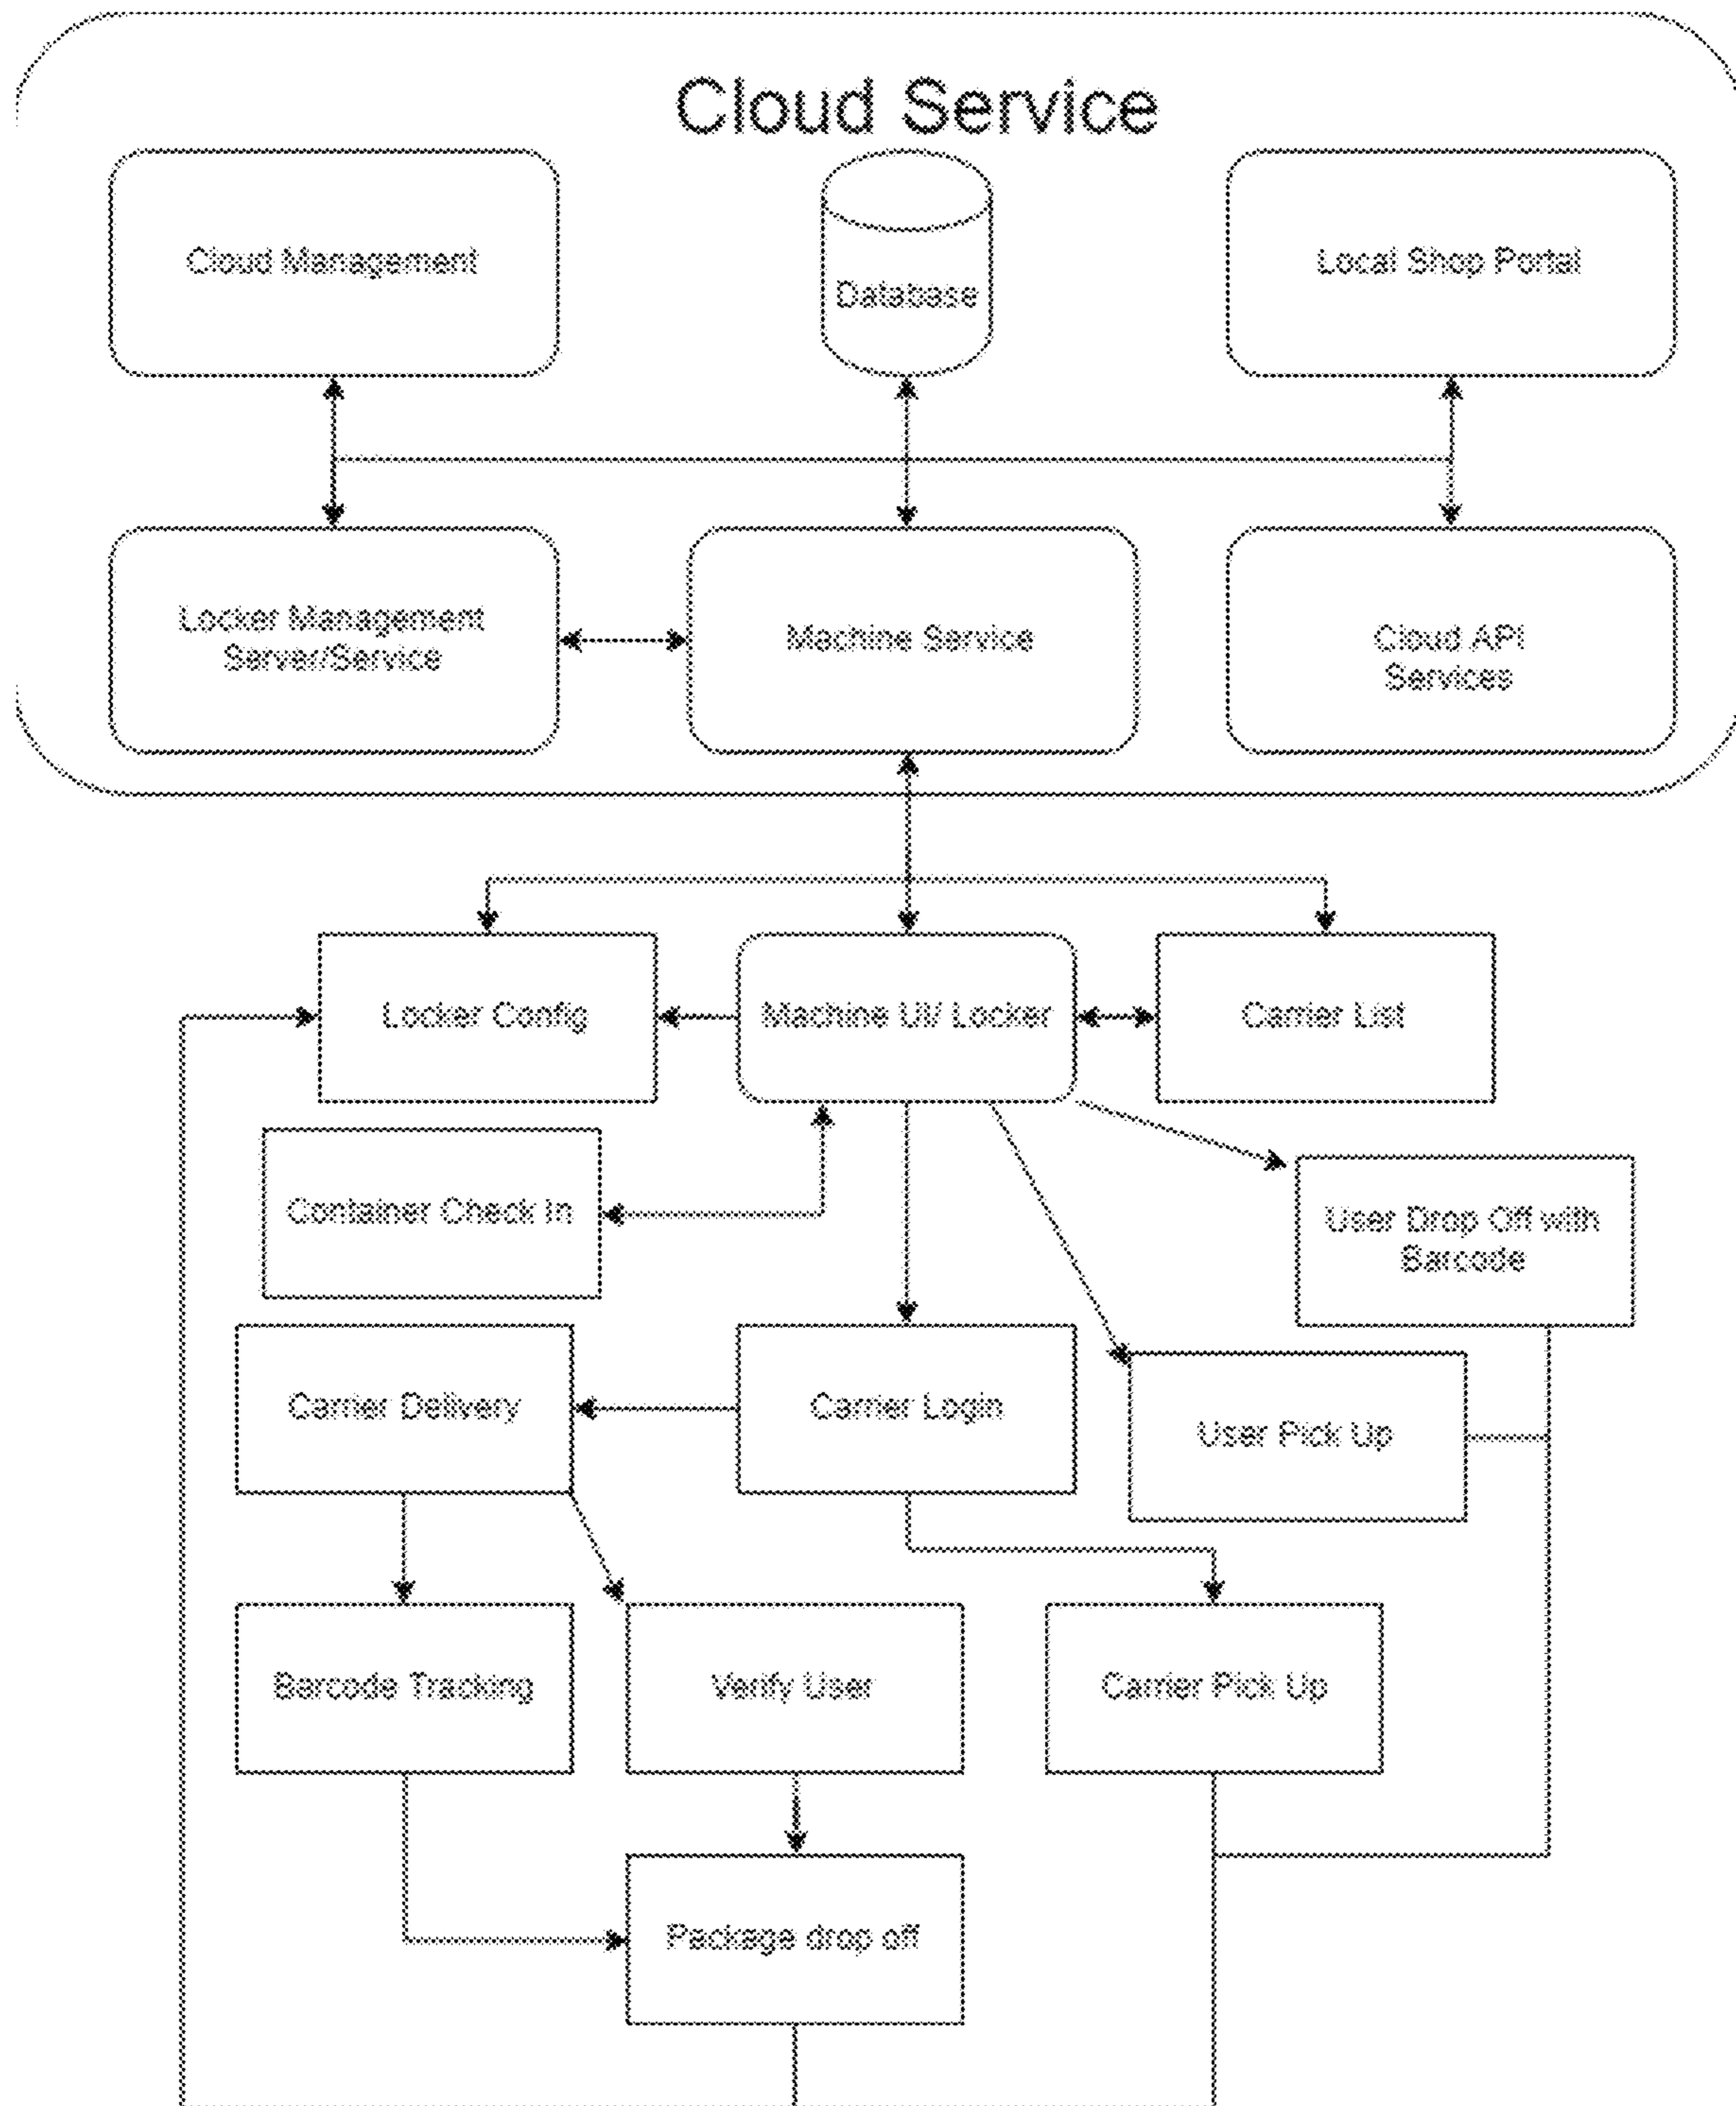 Cloud Service
Cloud Management
Database
Local Shop Portal
Locker Management
Server/Service
Machine Service
Cloud API
Services
Locker Config
Machine UI/ Locker
Carrier List
Container Check In
User Drop Off with
Barcode
Carrier Delivery
Carrier Login
User Pick Up
Barcode Tracking
Verify User
Carrier Pick Up
Package drop off